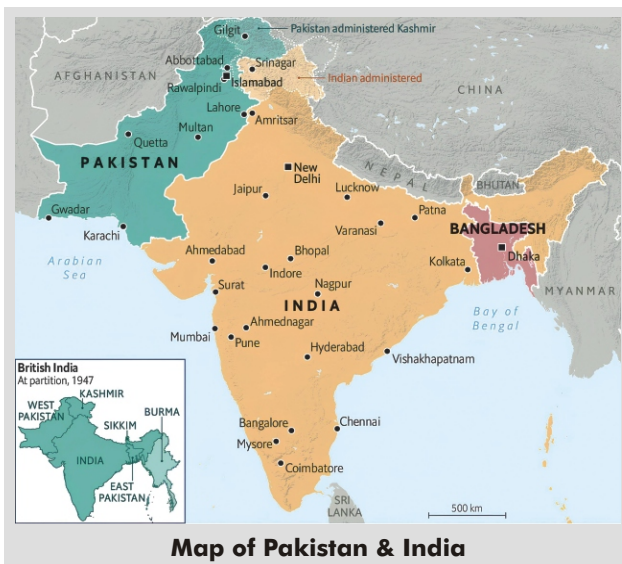 Gilgit
Pakistan administered Kashmir
Abbottabad
Srinagar
AFGHANISTAN
Islamabad
Indian administered
Rawalpindi
CHINA
Lahore
Amritsar
Multan
Quetta
PAKISTAN
New
Delhi
NEPAL
Jaipur
Lucknow
BHUTAN
Gwadar
Patna
Karachi
Varanasi
BANGLADESH
Arabian
Sea
Ahmedabad
Bhopal
Kolkata
Dhaka
Indore
Surat
Nagpur
MYANMAR
INDIA
Bay of
Bengal
Ahmednagar
Mumbai
Pune
Hyderabad
Vishakhapatnam
British India
At partition, 1947
KASHMIR
WEST
PAKISTAN
BURMA
SIKKIM
INDIA
EAST
PAKISTAN
Bangalore
Chennai
Mysore
Coimbatore
SRI
LANKA
500 km
Map of Pakistan & India